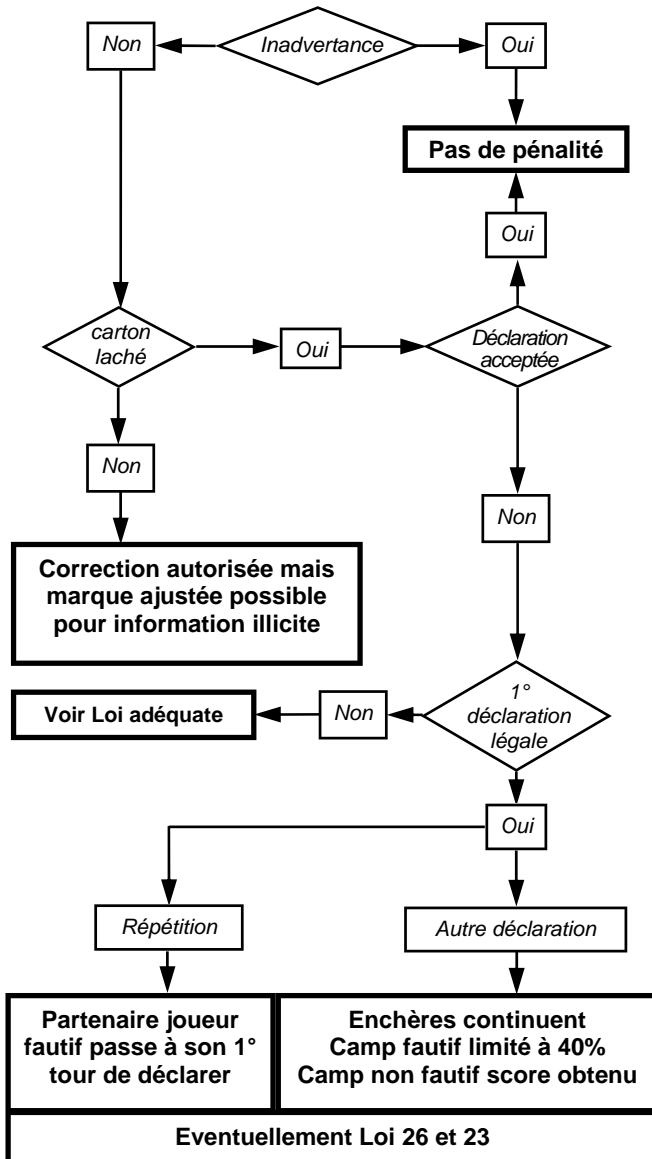 Non
Inadvertance
Oui
Pas de pénalité
Oui
carton
laché
Oui
Déclaration
acceptée
Non
Non
Correction autorisée mais
marque ajustée possible
pour information illicite
1°
déclaration
légale
Voir Loi adéquate
Non
Oui
Répétition
Autre déclaration
Partenaire joueur
fautif passe à son 1°
tour de déclarer
Enchères continuent
Camp fautif limité à 40%
Camp non fautif score obtenu
Eventuellement Loi 26 et 23